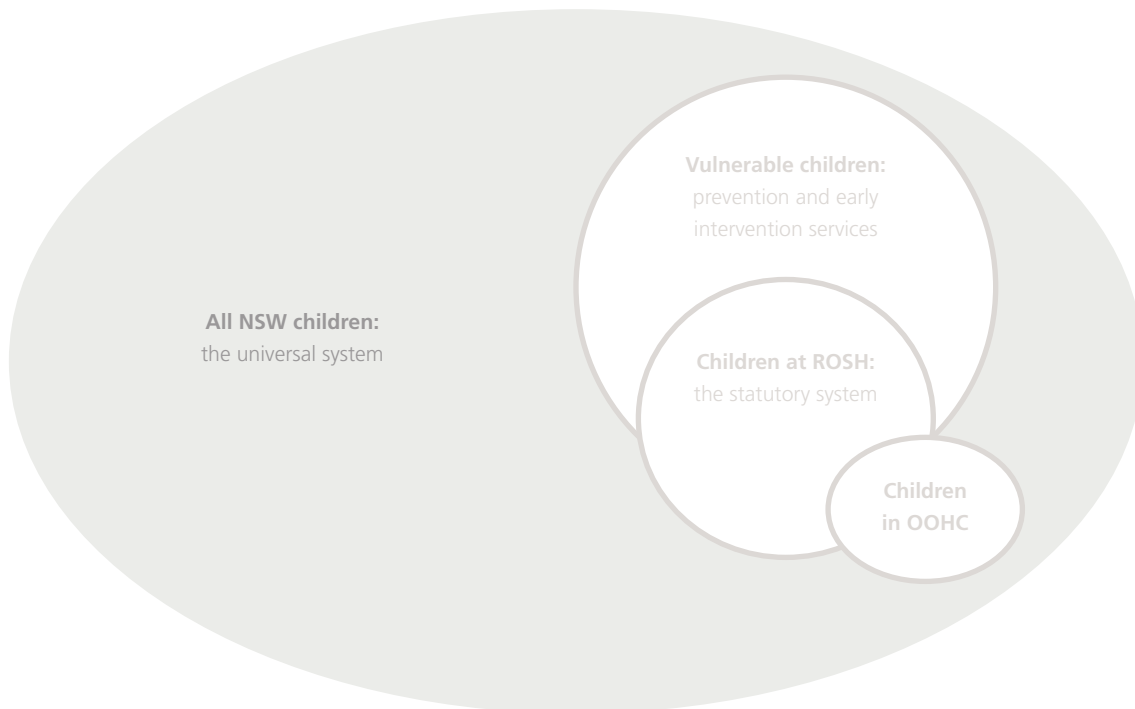 Vulnerable children:
prevention and early
intervention services
All NSW children:
the universal system
Children at ROSH:
the statutory system
Children
in OOHC